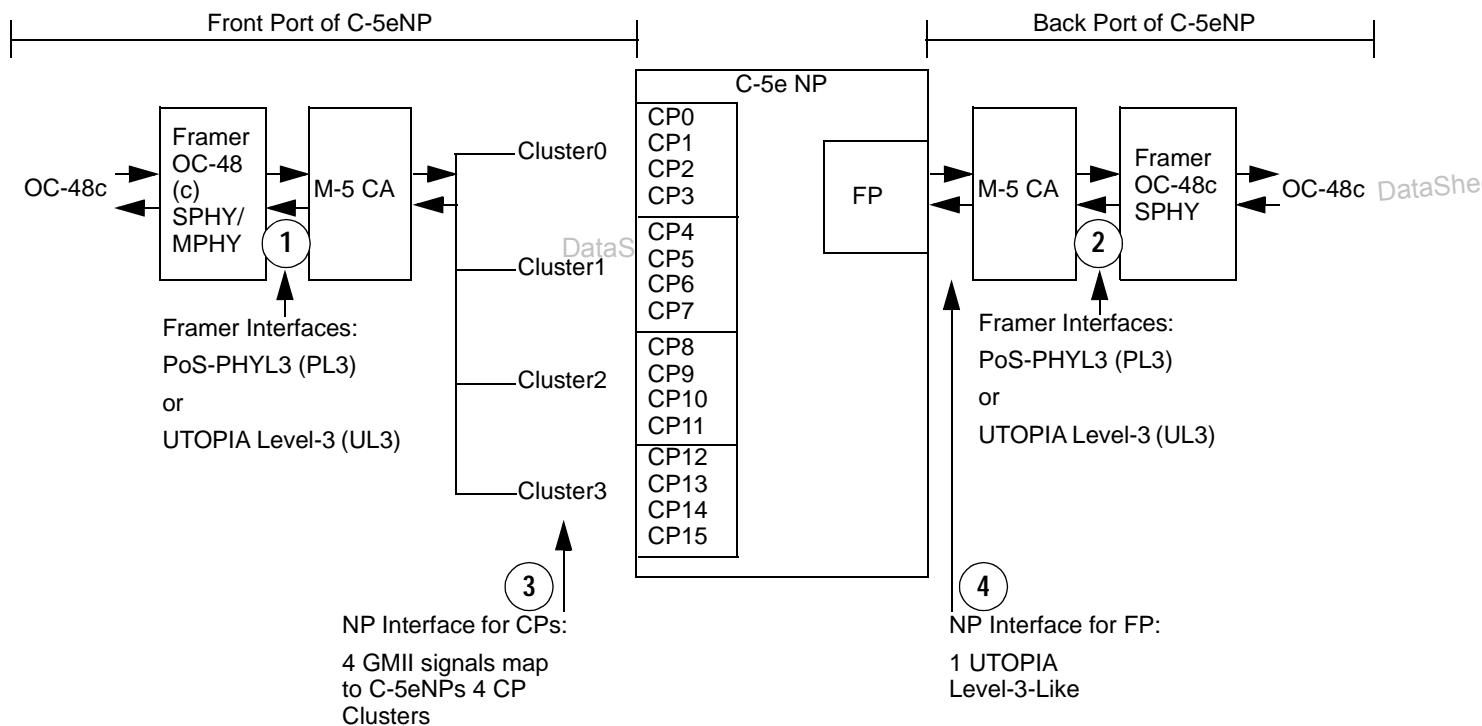 Front Port of C-5eNP
Back Port of C-5eNP
C-5e NP
OC-48c
Framer
OC-48
(c)
SPHY/
MPHY
M-5 CA
1
Framer Interfaces:
PoS-PHYL3 (PL3)
or
UTOPIA Level-3 (UL3)
Cluster0
Cluster1
Cluster2
Cluster3
DataS
CP0
CP1
CP2
CP3
CP4
CP5
CP6
CP7
CP8
CP9
CP10
CP11
CP12
CP13
CP14
CP15
FP
M-5 CA
2
Framer
OC-48c
SPHY
OC-48c
DataShe
Framer Interfaces:
PoS-PHYL3 (PL3)
or
UTOPIA Level-3 (UL3)
3
NP Interface for CPs:
4 GMII signals map
to C-5eNPs 4 CP
Clusters
4
NP Interface for FP:
1 UTOPIA
Level-3-Like